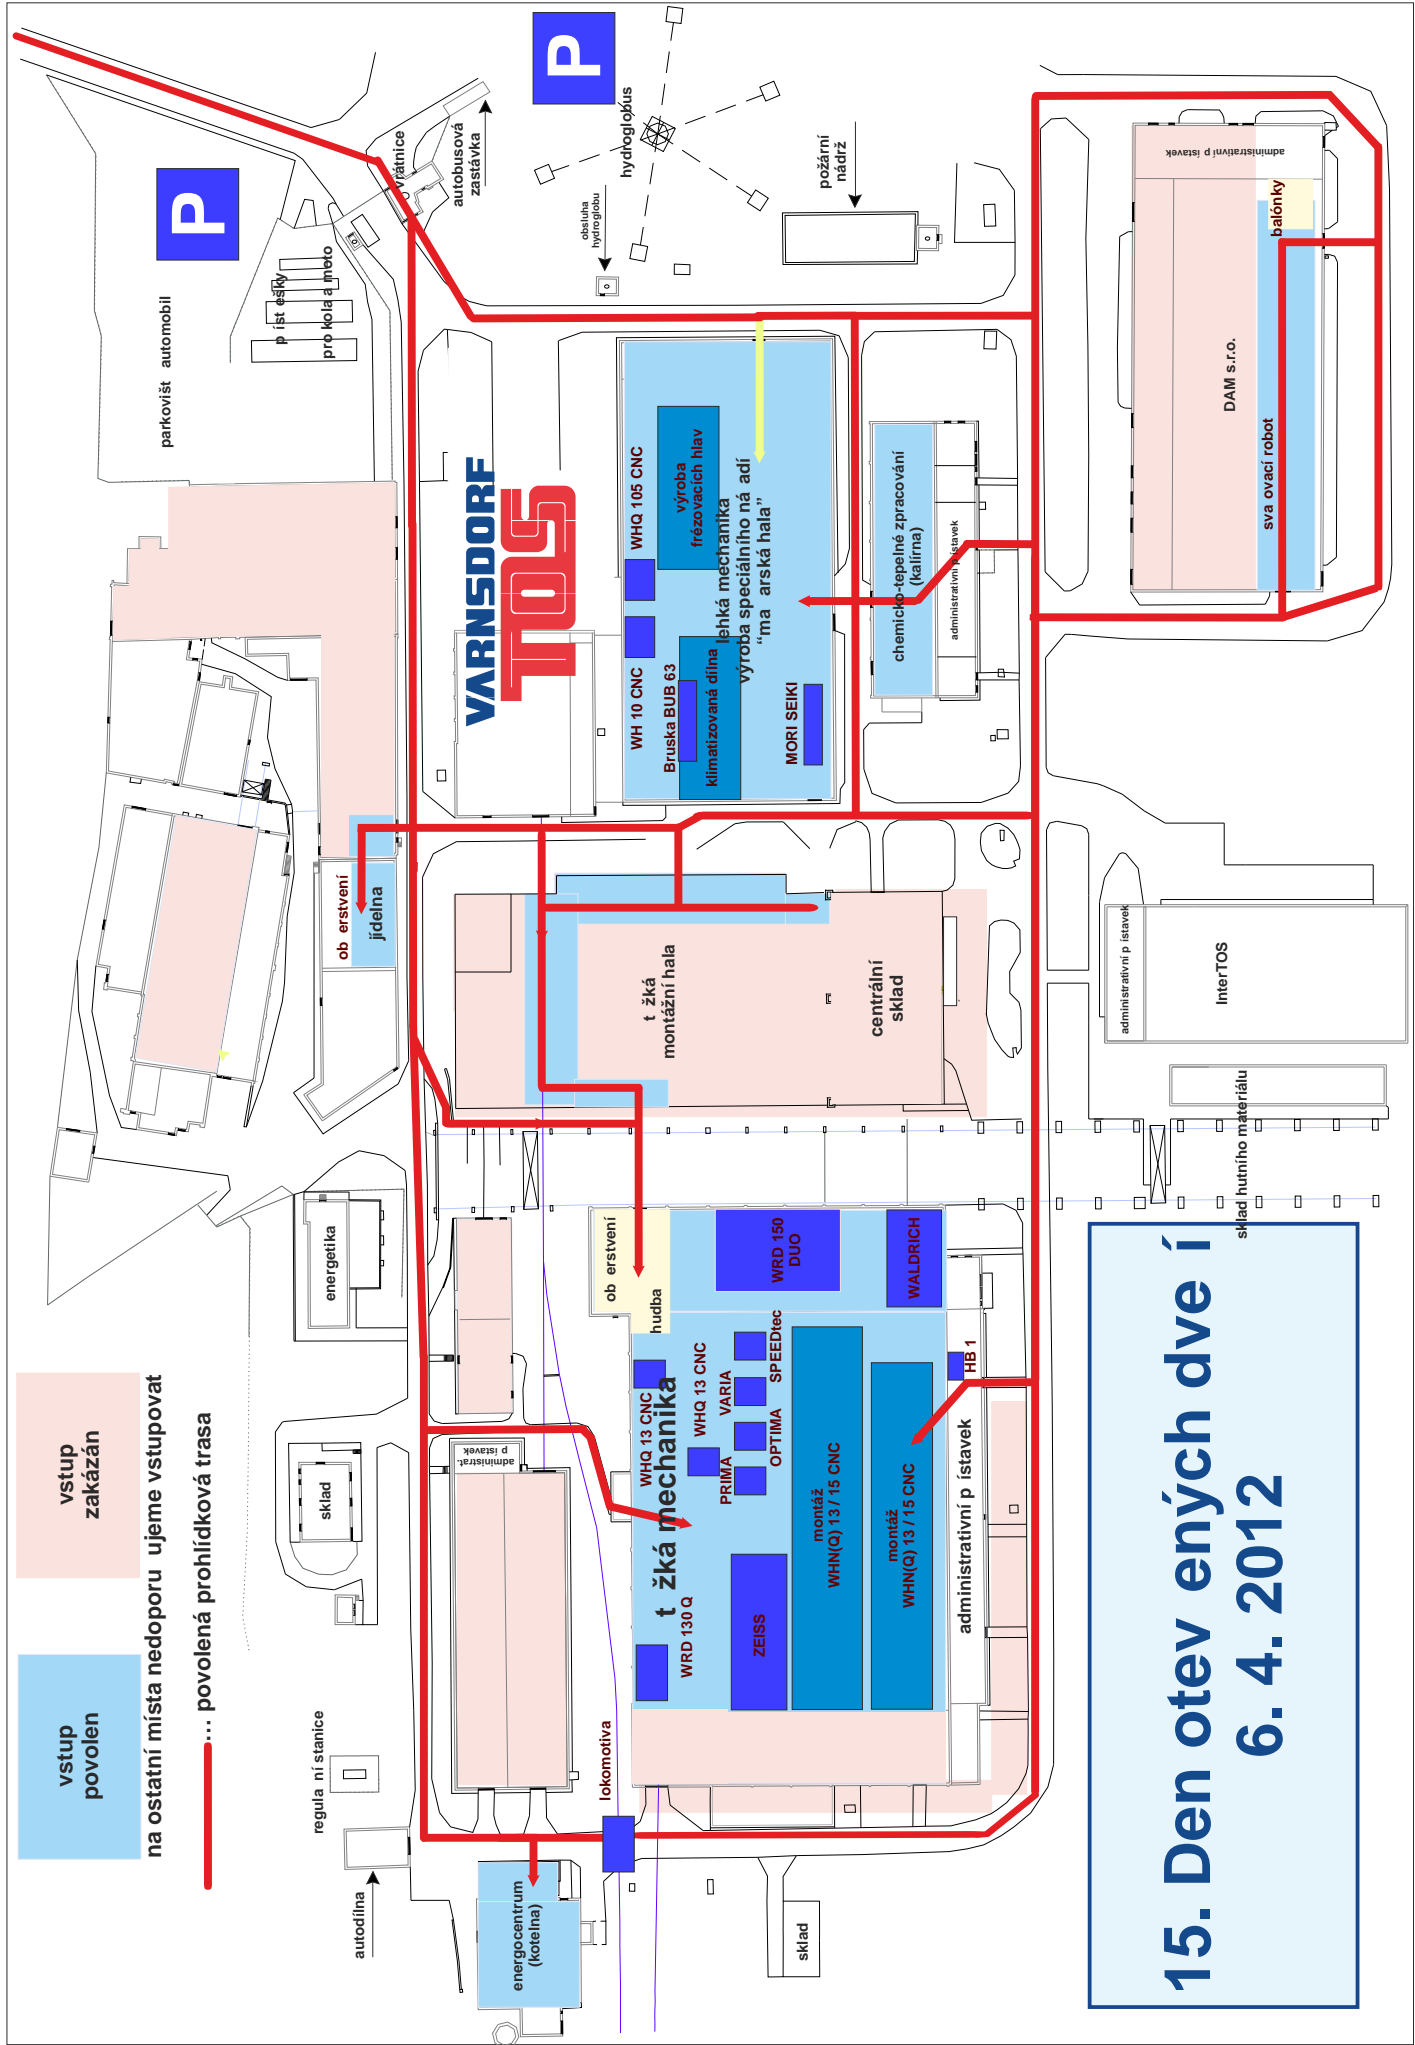 P
P
hydroglobus
vrátnice
autobusová
zastávka
obsluha
hydroglobu
požární
nádrž
p íst ešky
pro kola a moto
parkovišt automobil
administrativní p ístavek
balónky
DAM s.r.o.
sva ovací robot
VARNSDORF
TOS
WHQ 105 CNC
výroba
frézovacích hlav
lehká mechanika
výroba speciálního ná adí
“ma arská hala”
WH 10 CNC
Bruska BUB 63
klimatizovaná dílna
MORI SEIKI
chemicko-tepelné zpracování
(kalírna)
administrativní p ístavek
ob erstvení
jídelna
t žká
montážní hala
centrální
sklad
administrativní p ístavek
InterTOS
sklad hutního materiálu
energetika
ob erstvení
hudba
WRD 150
DUO
WALDRICH
WHQ 13 CNC
WHQ 13 CNC
VARIA
SPEEDtec
PRIMA
OPTIMA
HB 1
t žká mechanika
montáž
WHN(Q) 13 / 15 CNC
montáž
WHN(Q) 13 / 15 CNC
administrativní p ístavek
ZEISS
WRD 130 Q
administrat.
p ístavek
sklad
lokomotiva
regula ní stanice
autodílna
energocentrum
(kotelna)
sklad
vstup
zakázán
vstup
povolen
na ostatní místa nedoporu ujeme vstupovat
... povolená prohlídková trasa
15. Den otev ených dve í
6. 4. 2012